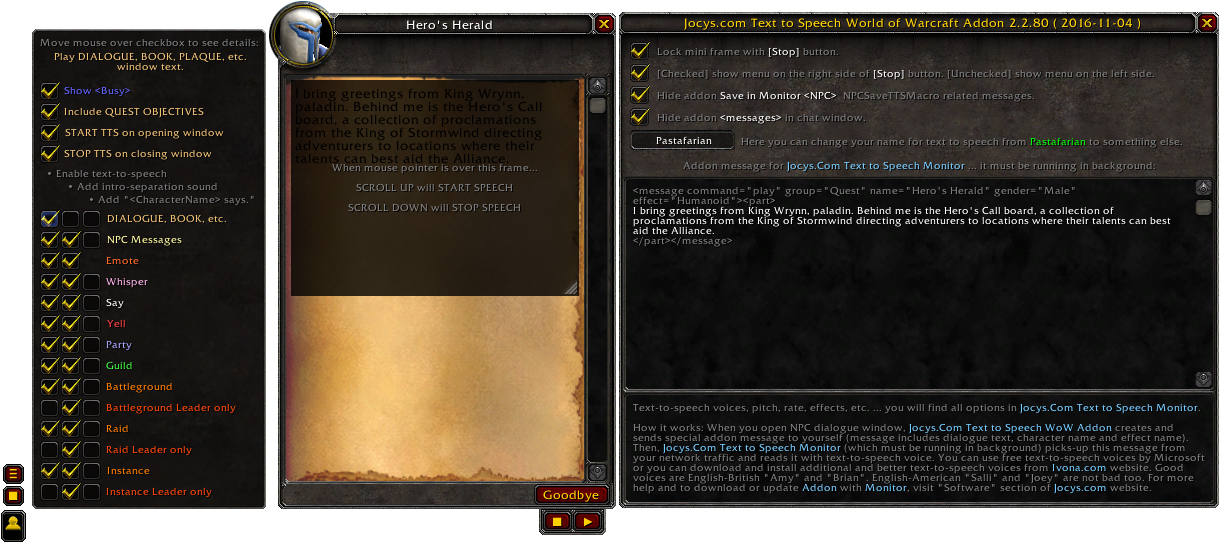 Move mouse over checkbox to see details:
Play DIALOGUE, BOOK, PLAQUE, etc.
window text.
Show <Busy>
Include QUEST OBJECTIVES
START TTS on opening window
STOP TTS on closing window
• Enable text-to-speech
• Add intro-separation sound
• Add "<CharacterName> says."
DIALOGUE, BOOK, etc.
NPC Messages
Emote
Whisper
Say
Yell
Party
Guild
Battleground
Battleground Leader only
Raid
Raid Leader only
Instance
Instance Leader only
Hero's Herald
I bring greetings from King Wrynn,
paladin. Behind me is the Hero's Call
board, a collection of proclamations
from the King of Stormwind directing
adventurers to locations where their
talents can best aid the Alliance.
When mouse pointer is over this frame...
SCROLL UP will START SPEECH
SCROLL DOWN will STOP SPEECH
Goodbye
Jocys.com Text to Speech World of Warcraft Addon 2.2.80 ( 2016-11-04 )
Lock mini frame with [Stop] button.
[Checked] show menu on the right side of [Stop] button. [Unchecked] show menu on the left side.
Hide addon Save in Monitor <NPC>. NPCSaveTTSMacro related messages.
Hide addon <messages> in chat window.
Pastafarian
Here you can change your name for text to speech from Pastafarian to something else.
Addon message for Jocys.Com Text to Speech Monitor ... it must be running in background:
<message command="play" group="Quest" name="Hero's Herald" gender="Male"
effect="Humanoid"><part>
I bring greetings from King Wrynn, paladin. Behind me is the Hero's Call board, a collection of
proclamations from the King of Stormwind directing adventurers to locations where their talents can best
aid the Alliance.
</part></message>
Text-to-speech voices, pitch, rate, effects, etc. ... you will find all options in Jocys.Com Text to Speech Monitor.
How it works: When you open NPC dialogue window, Jocys.Com Text to Speech WoW Addon creates and
sends special addon message to yourself (message includes dialogue text, character name and effect name).
Then, Jocys.Com Text to Speech Monitor (which must be running in background) picks-up this message from
your network traffic and reads it with text-to-speech voice. You can use free text-to-speech voices by Microsoft
or you can download and install additional and better text-to-speech voices from Ivona.com website. Good
voices are English-British "Amy" and "Brian". English-American "Salli" and "Joey" are not bad too. For more
help and to download or update Addon with Monitor, visit "Software" section of Jocys.com website.